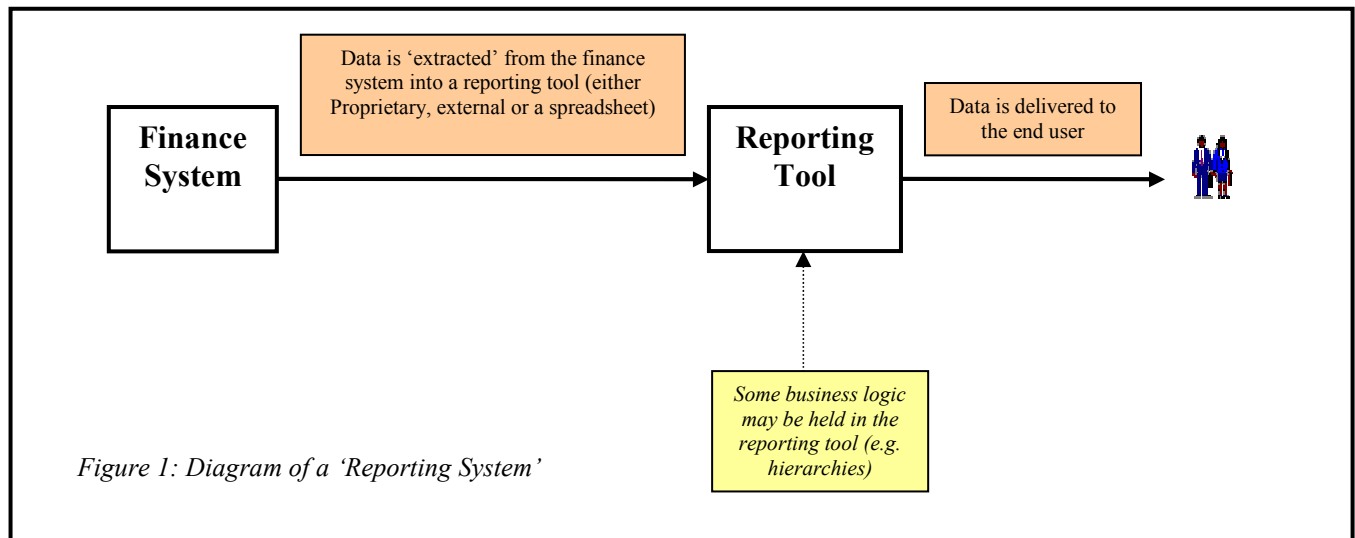 Data is ‘extracted’ from the finance
system into a reporting tool (either
Proprietary, external or a spreadsheet)
Data is delivered to
the end user
Finance
System
Reporting
Tool
Some business logic
may be held in the
reporting tool (e.g.
hierarchies)
Figure 1: Diagram of a ‘Reporting System’